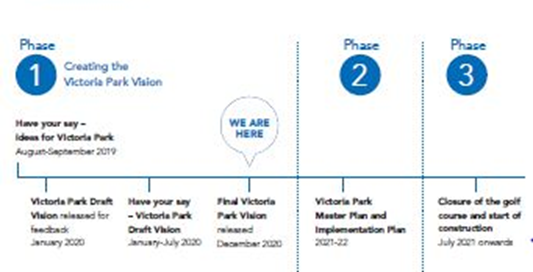 Phase
1
Creating the
Victoria Park Vision
Phase
2
Phase
3
Have your say –
Ideas for Victoria Park
August-September 2019
WE ARE
HERE
Victoria Park Draft
Vision released for
feedback
January 2020
Have your say
– Victoria Park
Draft Vision
January-July 2020
Final Victoria
Park Vision
released
December 2020
Victoria Park
Master Plan and
Implementation Plan
2021-22
Closure of the golf
course and start of
construction
July 2021 onwards